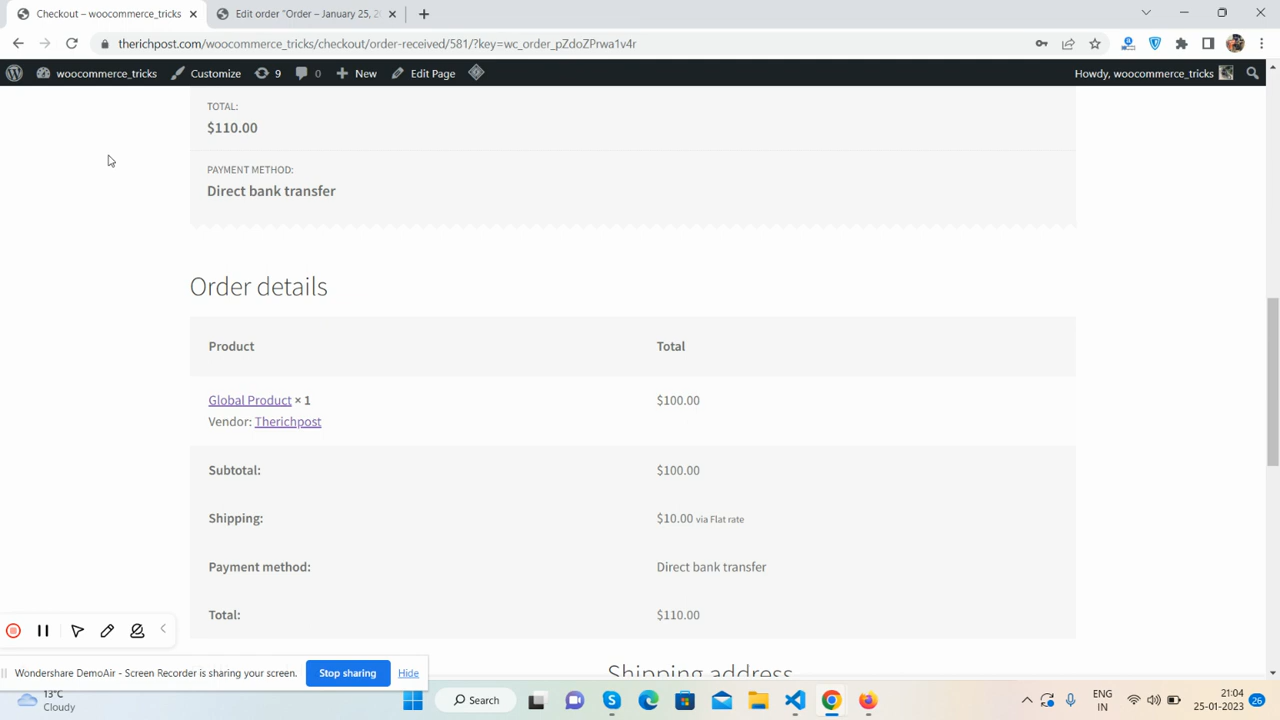 Checkout – woocommerce_tricks
Edit order "Order – January 25, 2
therichpost.com/woocommerce_tricks/checkout/order-received/581/?key=wc_order_pZdoZPrwa1v4r
woocommerce_tricks
Customize
9
0
New
Edit Page
Howdy, woocommerce_tricks
TOTAL:
$110.00
PAYMENT METHOD:
Direct bank transfer
Order details
Product Total
Global Product × 1 $100.00
Vendor: Therichpost
Subtotal: $100.00
Shipping: $10.00 via Flat rate
Payment method: Direct bank transfer
Total: $110.00
Shipping address
Wondershare DemoAir - Screen Recorder is sharing your screen.
Stop sharing
Hide
13°C
Cloudy
Search
ENG
IN
21:04
25-01-2023
26